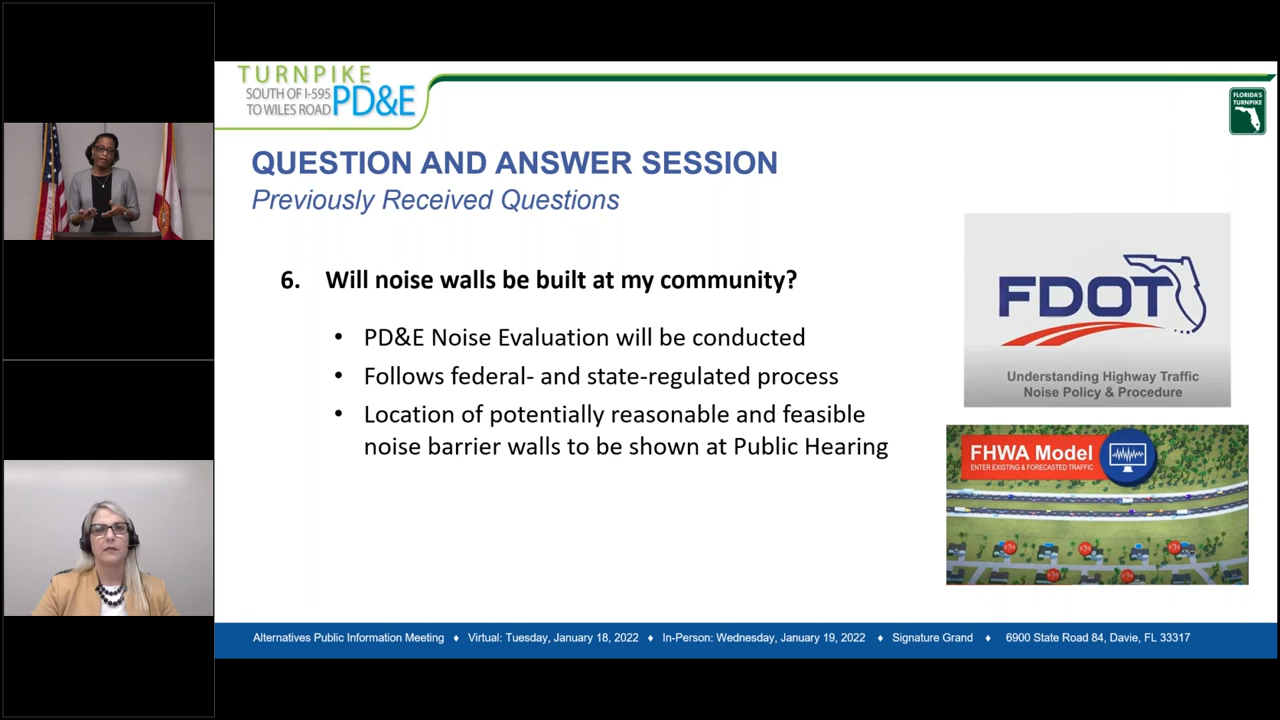 TURNPIKE
SOUTH OF I-595
TO WILES ROAD
PD&E
FLORIDA'S
TURNPIKE
QUESTION AND ANSWER SESSION
Previously Received Questions
6. Will noise walls be built at my community?
• PD&E Noise Evaluation will be conducted
• Follows federal- and state-regulated process
• Location of potentially reasonable and feasible
noise barrier walls to be shown at Public Hearing
FDOT
Understanding Highway Traffic
Noise Policy & Procedure
FHWA Model
ENTER EXISTING & FORECASTED TRAFFIC
Alternatives Public Information Meeting ♦ Virtual: Tuesday, January 18, 2022 ♦ In-Person: Wednesday, January 19, 2022 ♦ Signature Grand ♦ 6900 State Road 84, Davie, FL 33317